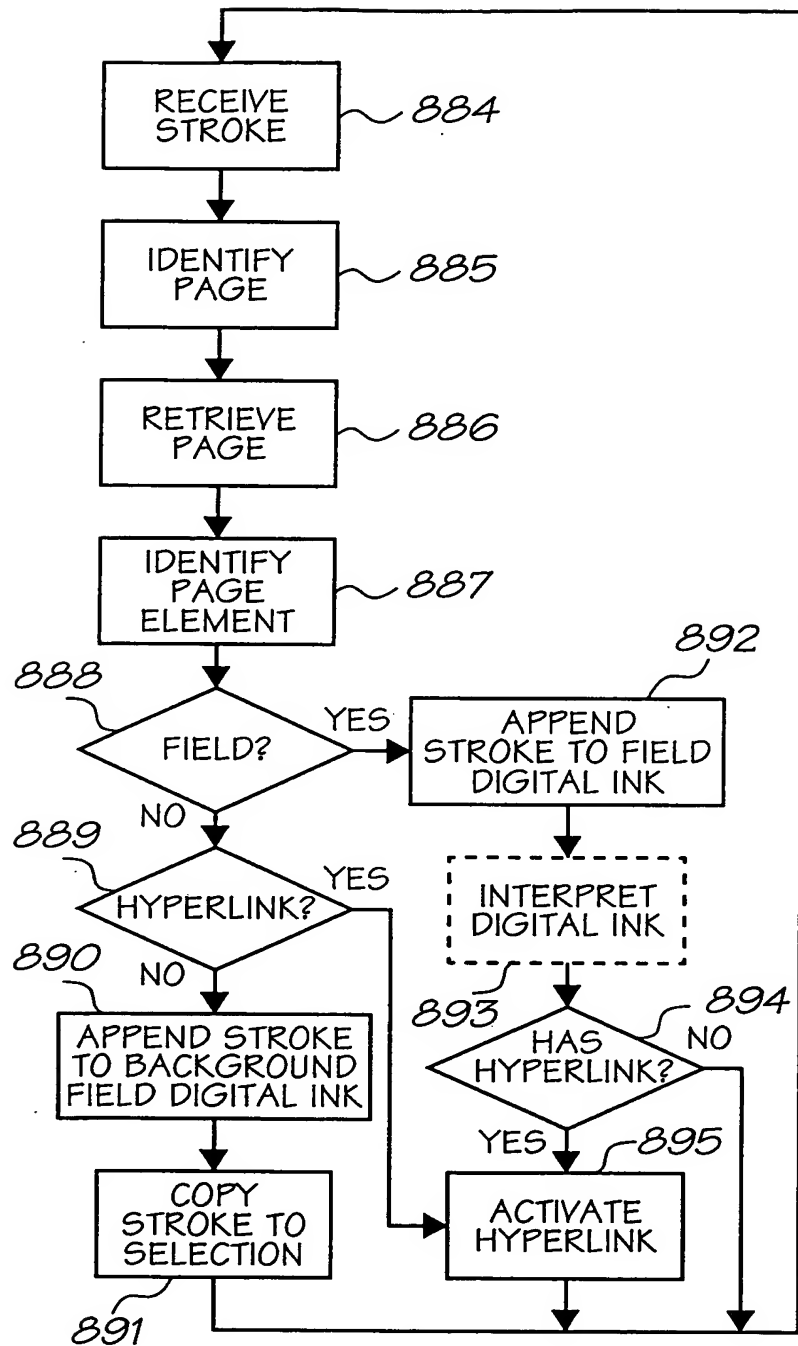 RECEIVE
STROKE
884
IDENTIFY
PAGE
885
RETRIEVE
PAGE
886
IDENTIFY
PAGE
ELEMENT
887
888
FIELD?
YES
NO
892
APPEND
STROKE TO FIELD
DIGITAL INK
889
HYPERLINK?
YES
NO
INTERPRET
DIGITAL INK
893
890
APPEND STROKE
TO BACKGROUND
FIELD DIGITAL INK
894
HAS
HYPERLINK?
NO
YES
895
COPY
STROKE TO
SELECTION
891
ACTIVATE
HYPERLINK